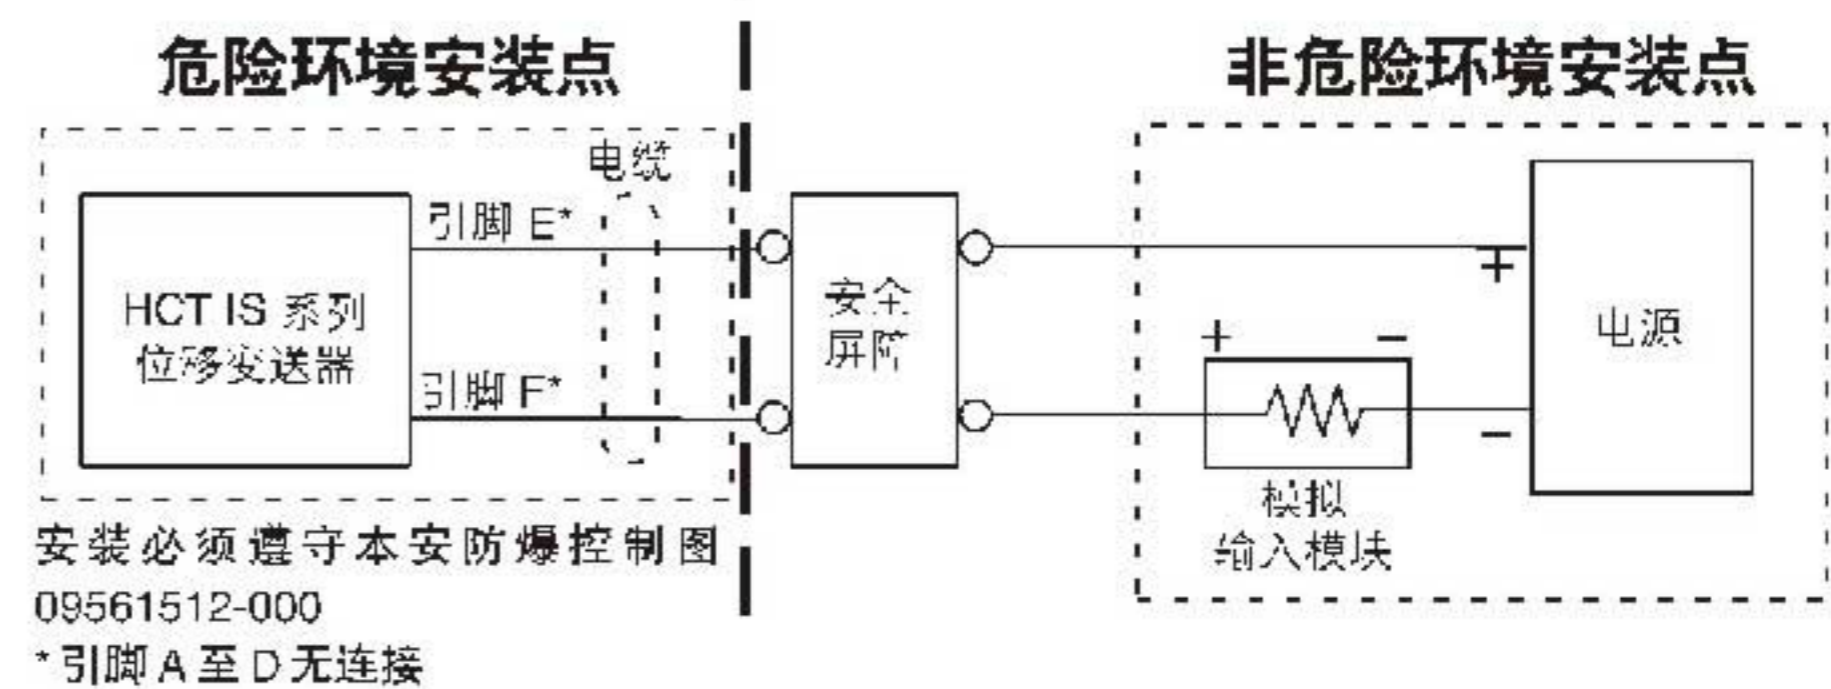 危险环境安装点
非危险环境安装点
电缆
引脚 E*
HCT IS 系列
位移变送器
引脚 F*
安全
屏障
+
+
−
−
电源
模拟
输入模块
安装必须遵守本安防爆控制图
09561512-000
*引脚 A 至 D 无连接